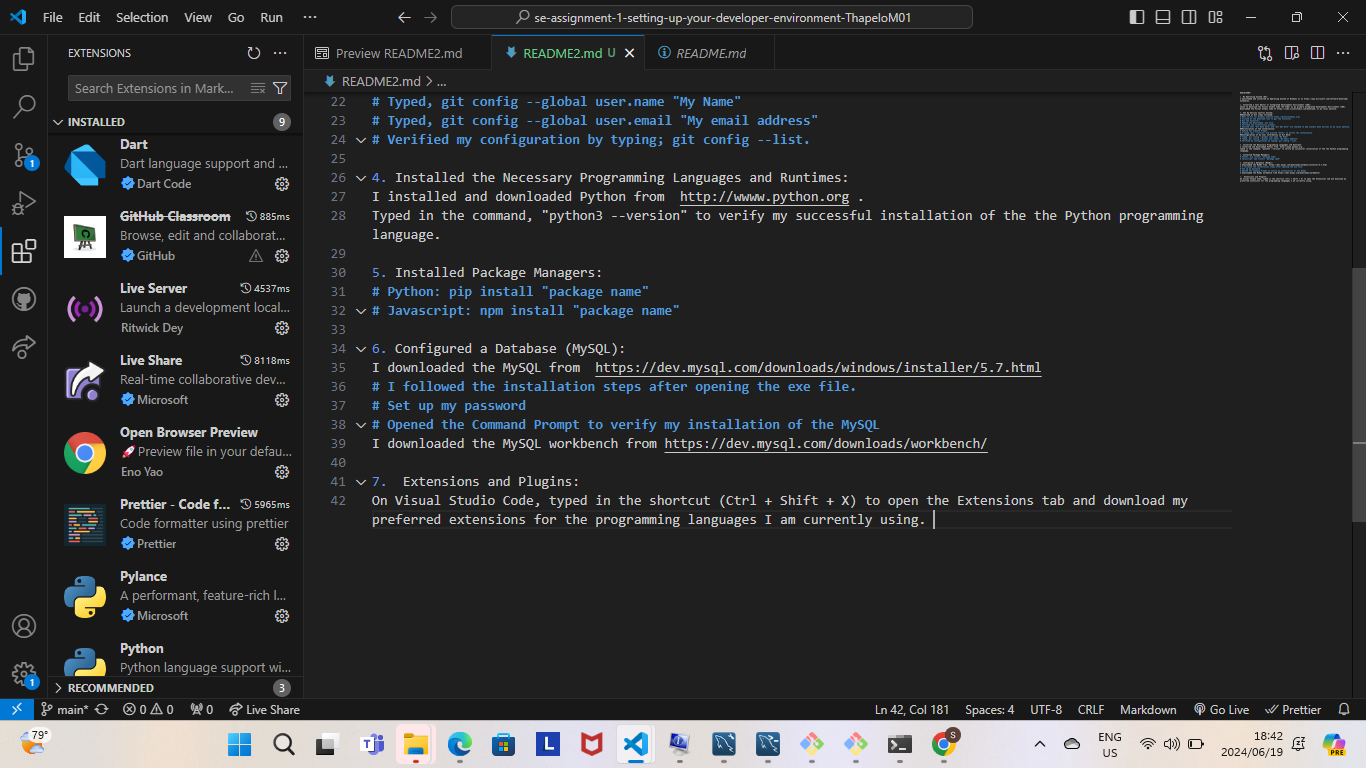 File Edit Selection View Go Run ···
se-assignment-1-setting-up-your-developer-environment-ThapeloM01
EXTENSIONS
Search Extensions in Mark...
INSTALLED 9
Dart
Dart language support and ...
Dart Code
GitHub Classroom 885ms
Browse, edit and collaborat...
GitHub
Live Server 4537ms
Launch a development local...
Ritwick Dey
Live Share 8118ms
Real-time collaborative dev...
Microsoft
Open Browser Preview
🚀Preview file in your defau...
Eno Yao
Prettier - Code f... 5965ms
Code formatter using prettier
Prettier
Pylance
A performant, feature-rich l...
Microsoft
Python
Python language support wi...
RECOMMENDED 3
1
1
Preview README2.md README2.md U README.md
README2.md > ...
22 # Typed, git config --global user.name "My Name"
23 # Typed, git config --global user.email "My email address"
24 # Verified my configuration by typing; git config --list.
25
26 4. Installed the Necessary Programming Languages and Runtimes:
27 I installed and downloaded Python from  http://wwww.python.org .
28 Typed in the command, "python3 --version" to verify my successful installation of the the Python programming
language.
29
30 5. Installed Package Managers:
31 # Python: pip install "package name"
32 # Javascript: npm install "package name"
33
34 6. Configured a Database (MySQL):
35 I downloaded the MySQL from  https://dev.mysql.com/downloads/windows/installer/5.7.html
36 # I followed the installation steps after opening the exe file.
37 # Set up my password
38 # Opened the Command Prompt to verify my installation of the MySQL
39 I downloaded the MySQL workbench from https://dev.mysql.com/downloads/workbench/
40
41 7.  Extensions and Plugins:
42 On Visual Studio Code, typed in the shortcut (Ctrl + Shift + X) to open the Extensions tab and download my
preferred extensions for the programming languages I am currently using.
main* 0 0 0 Live Share Ln 42, Col 181 Spaces: 4 UTF-8 CRLF Markdown Go Live Prettier
79° L S ENG 18:42
US 2024/06/19 PRE